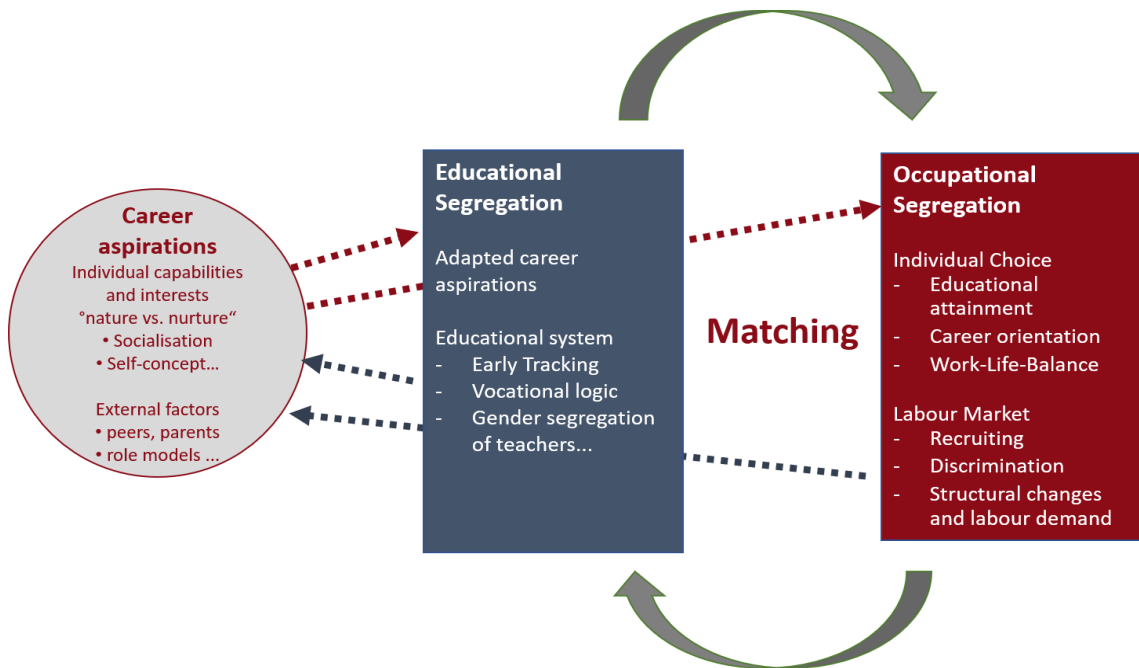 Career
aspirations
Individual capabilities
and interests
°nature vs. nurture“
• Socialisation
• Self-concept…
External factors
• peers, parents
• role models ...
Educational
Segregation
Adapted career
aspirations
Educational system
- Early Tracking
- Vocational logic
- Gender segregation
of teachers...
Matching
Occupational
Segregation
Individual Choice
- Educational
attainment
- Career orientation
- Work-Life-Balance
Labour Market
- Recruiting
- Discrimination
- Structural changes
and labour demand